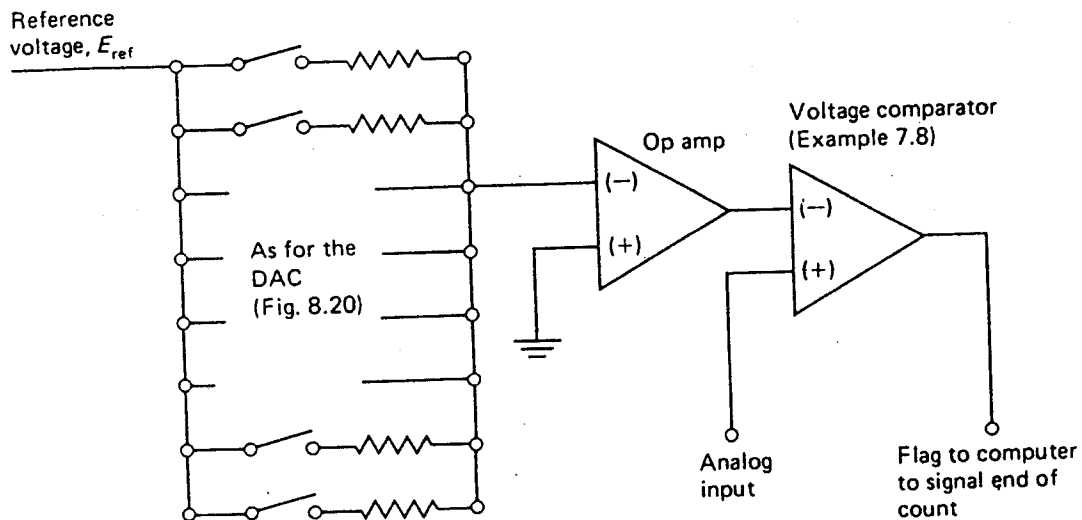 Reference
voltage, E_ref
Voltage comparator
(Example 7.8)
Op amp
(−)
(+)
(−)
(+)
As for the
DAC
(Fig. 8.20)
Analog
input
Flag to computer
to signal end of
count